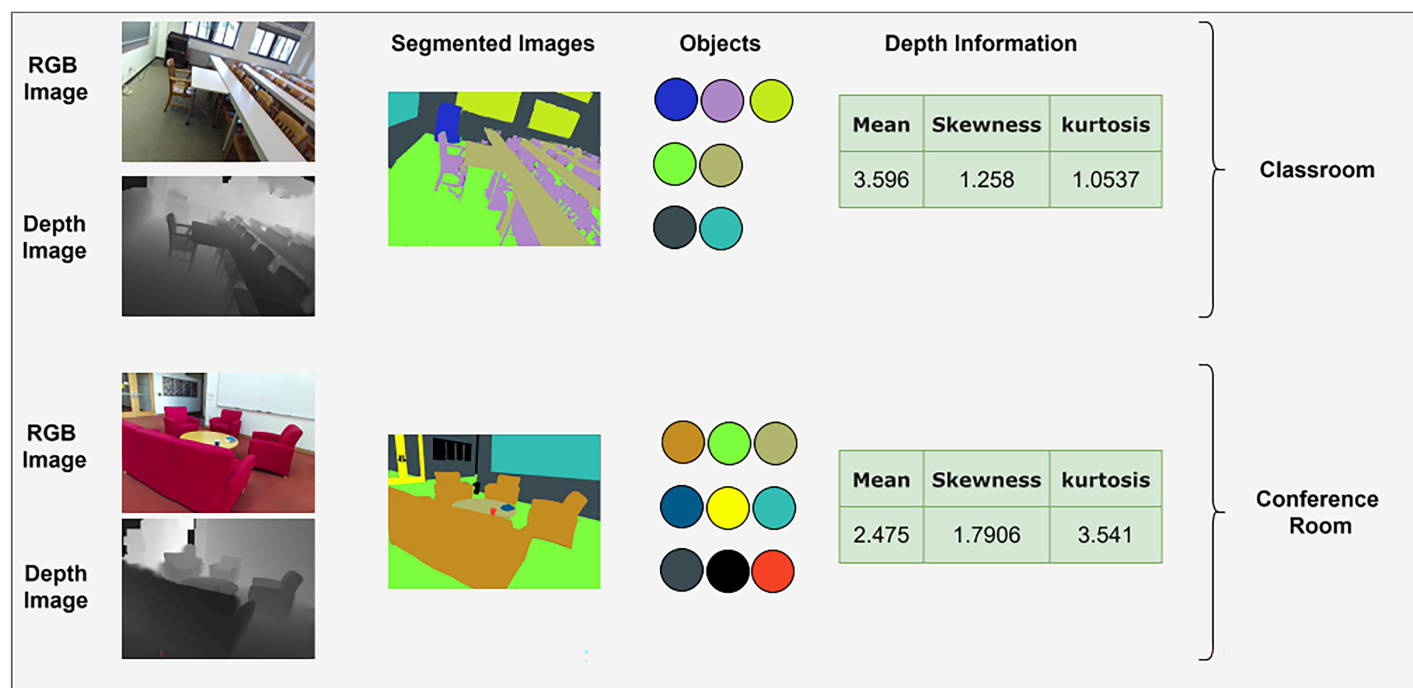 Segmented Images
Objects
Depth Information
RGB
Image
Depth
Image
Mean Skewness kurtosis
3.596 1.258 1.0537
Classroom
RGB
Image
Depth
Image
Mean Skewness kurtosis
2.475 1.7906 3.541
Conference
Room